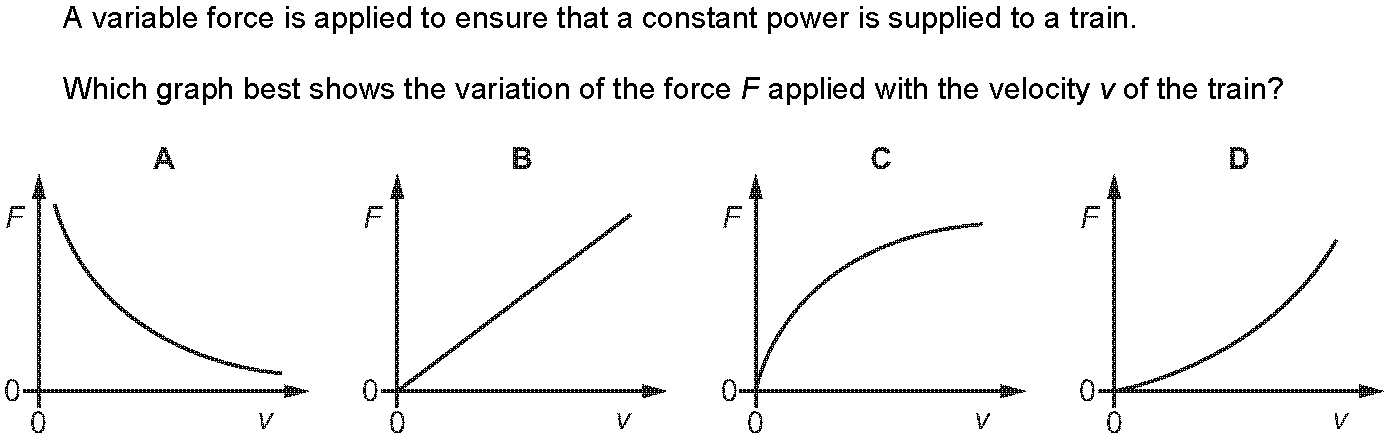 A variable force is applied to ensure that a constant power is supplied to a train.
Which graph best shows the variation of the force F applied with the velocity v of the train?
A B C D
F F F F
0 0 0 0
0 v 0 v 0 v 0 v